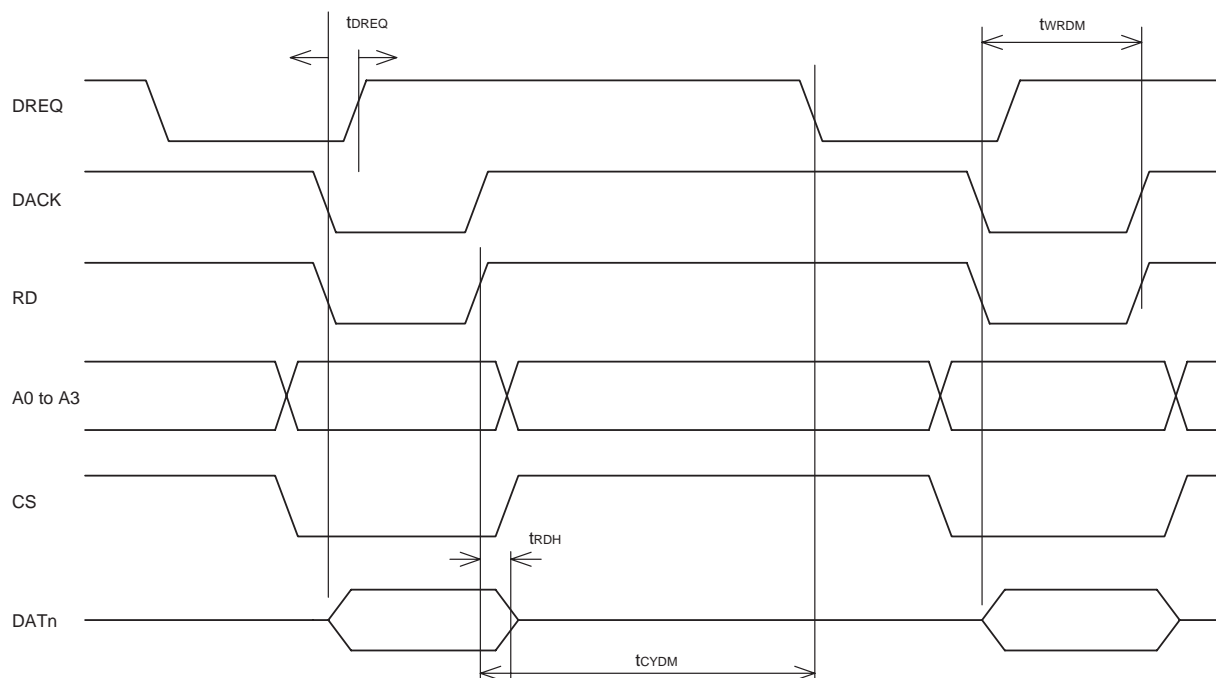 tDREQ
tWRDM
DREQ
DACK
RD
A0 to A3
CS
tRDH
DATn
tCYDM